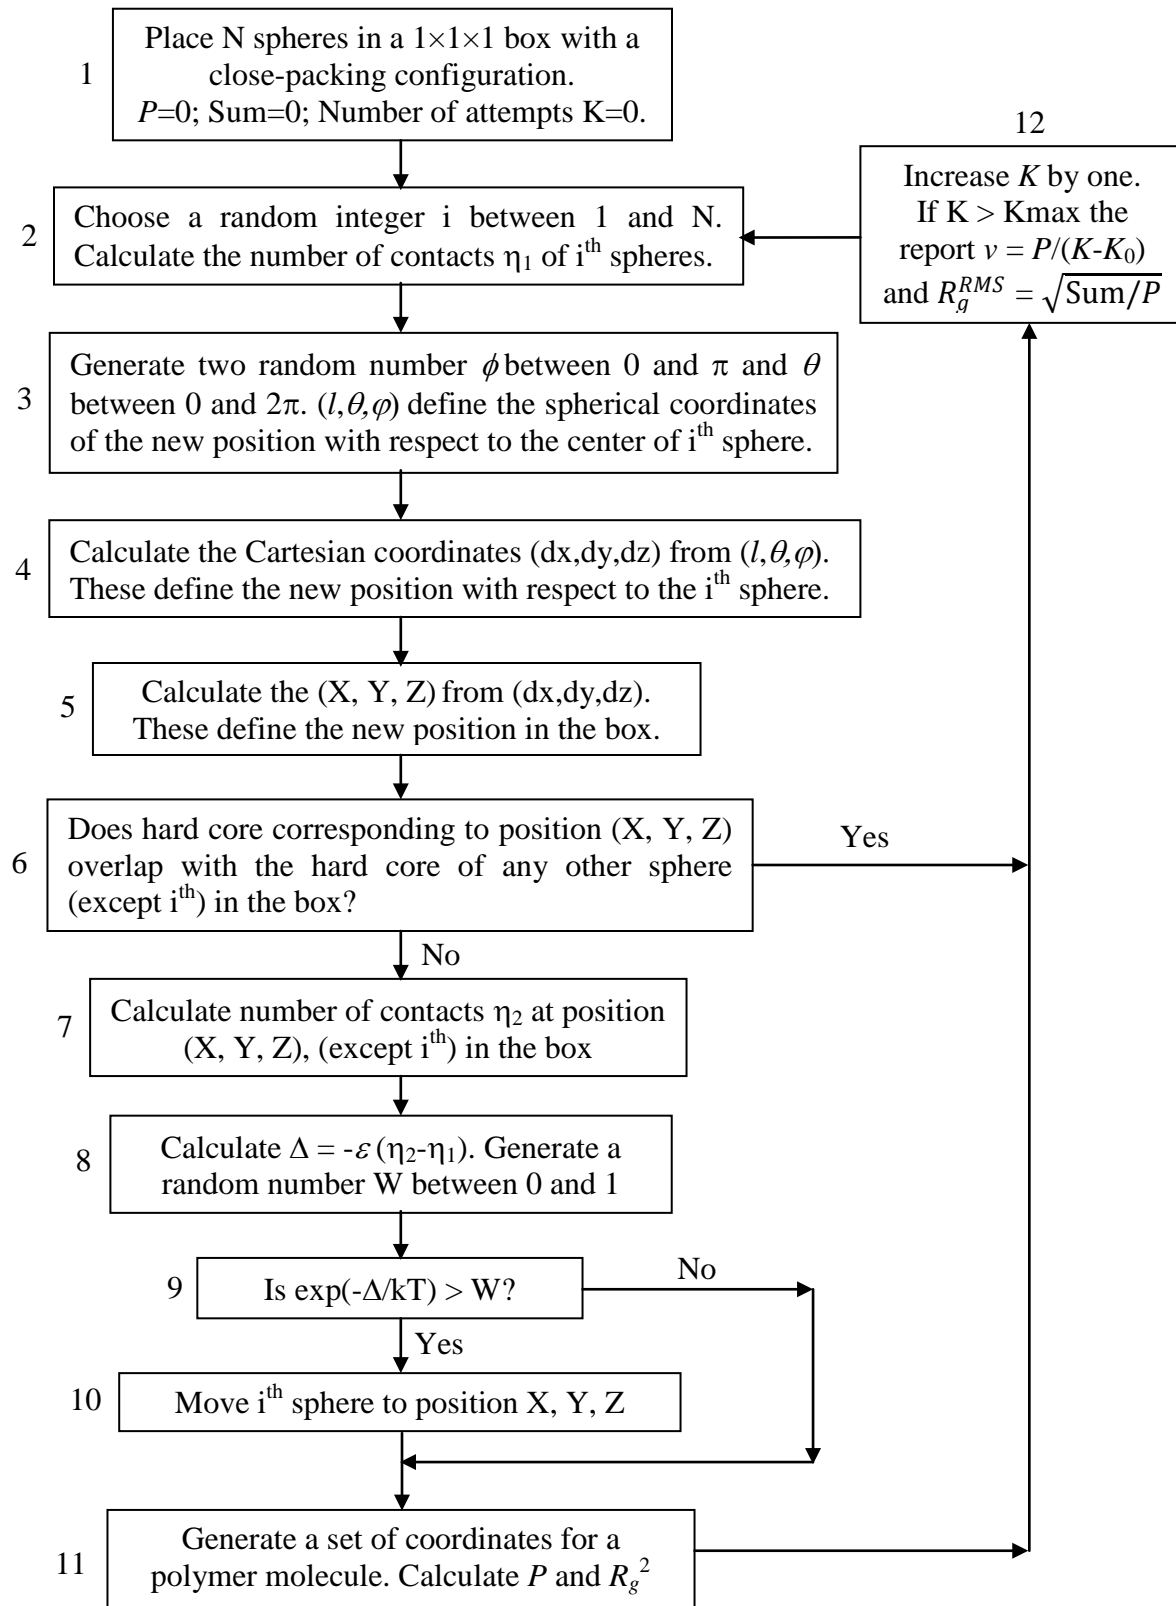 1
Place N spheres in a 1×1×1 box with a
close-packing configuration.
P=0; Sum=0; Number of attempts K=0.
12
Increase K by one.
If K > Kmax the
report v = P/(K-K₀)
and R_g^{RMS} = √(Sum/P)
2
Choose a random integer i between 1 and N.
Calculate the number of contacts η₁ of iᵗʰ spheres.
3
Generate two random number ϕ between 0 and π and θ
between 0 and 2π. (l,θ,φ) define the spherical coordinates
of the new position with respect to the center of iᵗʰ sphere.
4
Calculate the Cartesian coordinates (dx,dy,dz) from (l,θ,φ).
These define the new position with respect to the iᵗʰ sphere.
5
Calculate the (X, Y, Z) from (dx,dy,dz).
These define the new position in the box.
6
Does hard core corresponding to position (X, Y, Z)
overlap with the hard core of any other sphere
(except iᵗʰ) in the box?
Yes
No
7
Calculate number of contacts η₂ at position
(X, Y, Z), (except iᵗʰ) in the box
8
Calculate Δ = -ε (η₂-η₁). Generate a
random number W between 0 and 1
9
Is exp(-Δ/kT) > W?
No
Yes
10
Move iᵗʰ sphere to position X, Y, Z
11
Generate a set of coordinates for a
polymer molecule. Calculate P and R_g²